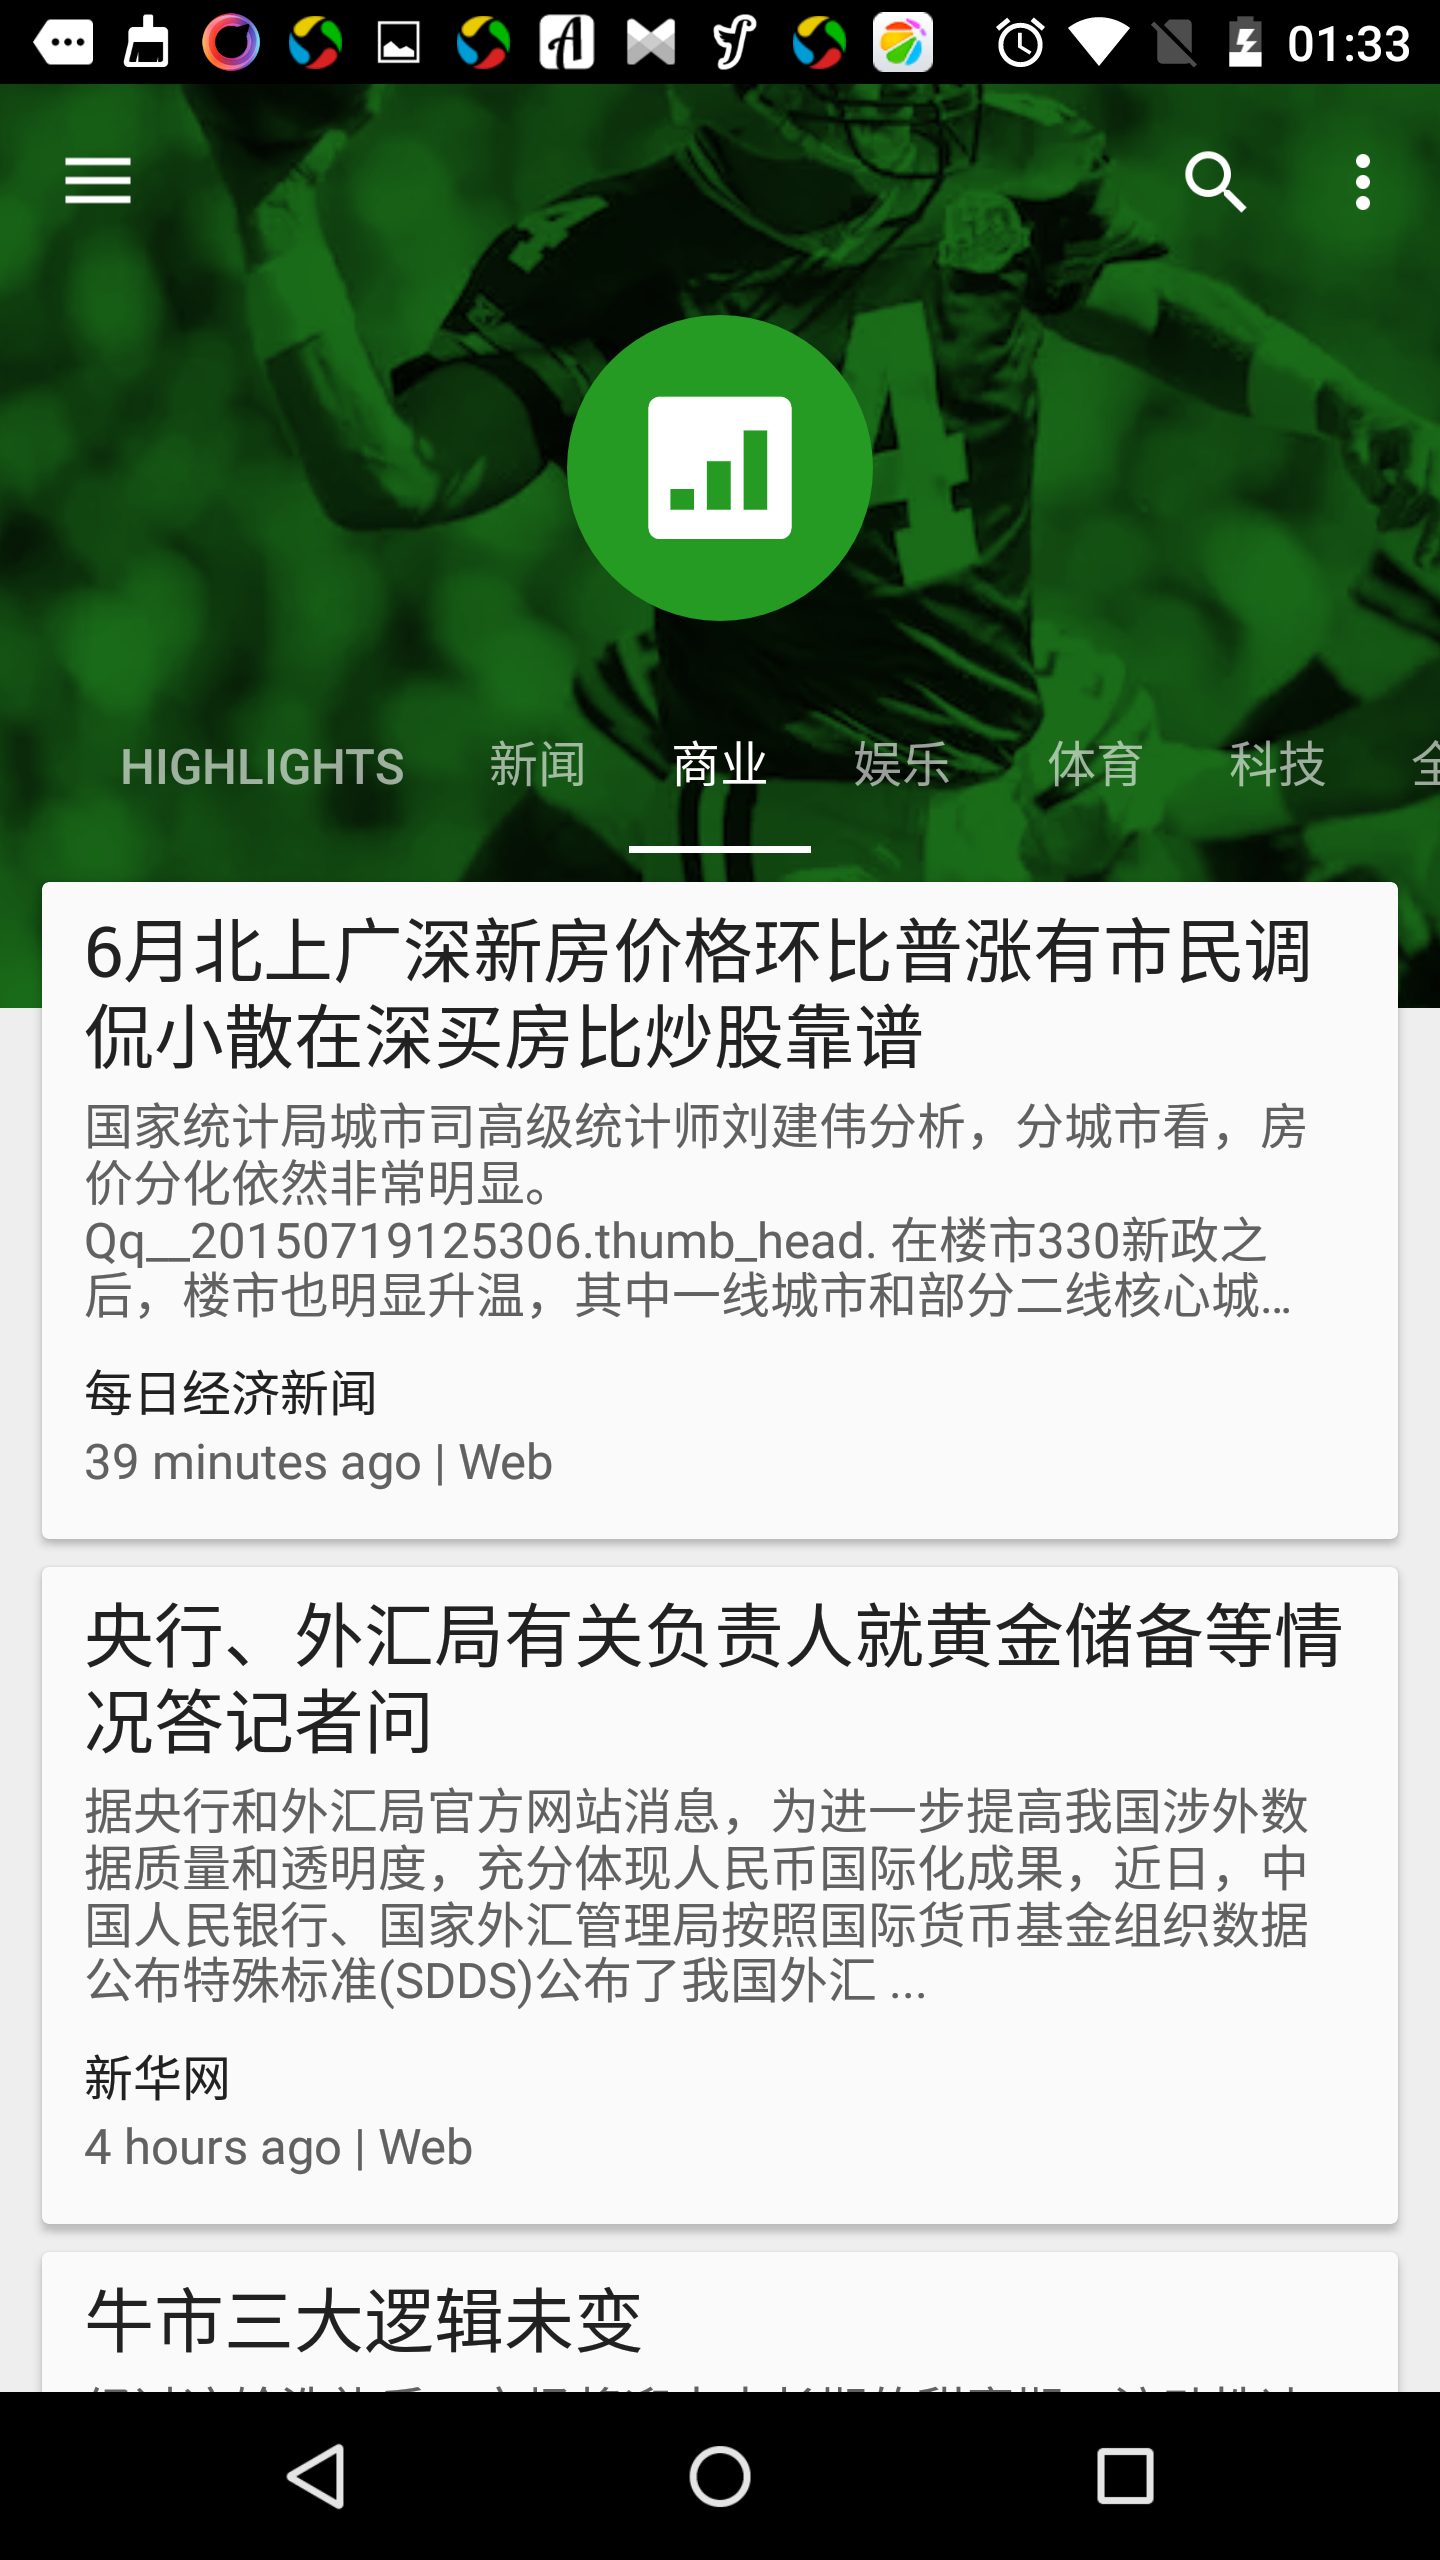 01:33
HIGHLIGHTS 新闻 商业 娱乐 体育 科技 全
6月北上广深新房价格环比普涨有市民调
侃小散在深买房比炒股靠谱
国家统计局城市司高级统计师刘建伟分析，分城市看，房
价分化依然非常明显。
Qq__20150719125306.thumb_head. 在楼市330新政之
后，楼市也明显升温，其中一线城市和部分二线核心城...
每日经济新闻
39 minutes ago | Web
央行、外汇局有关负责人就黄金储备等情
况答记者问
据央行和外汇局官方网站消息，为进一步提高我国涉外数
据质量和透明度，充分体现人民币国际化成果，近日，中
国人民银行、国家外汇管理局按照国际货币基金组织数据
公布特殊标准(SDDS)公布了我国外汇 ...
新华网
4 hours ago | Web
牛市三大逻辑未变